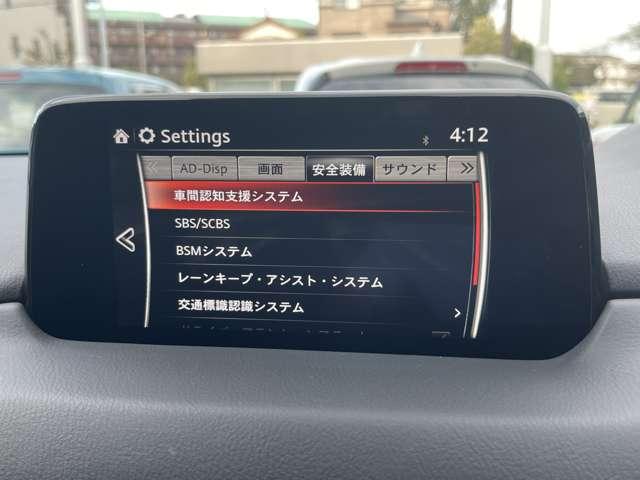 Settings
4:12
AD-Disp 画面 安全装備 サウンド
車間認知支援システム
SBS/SCBS
BSMシステム
レーンキープ・アシスト・システム
交通標識認識システム